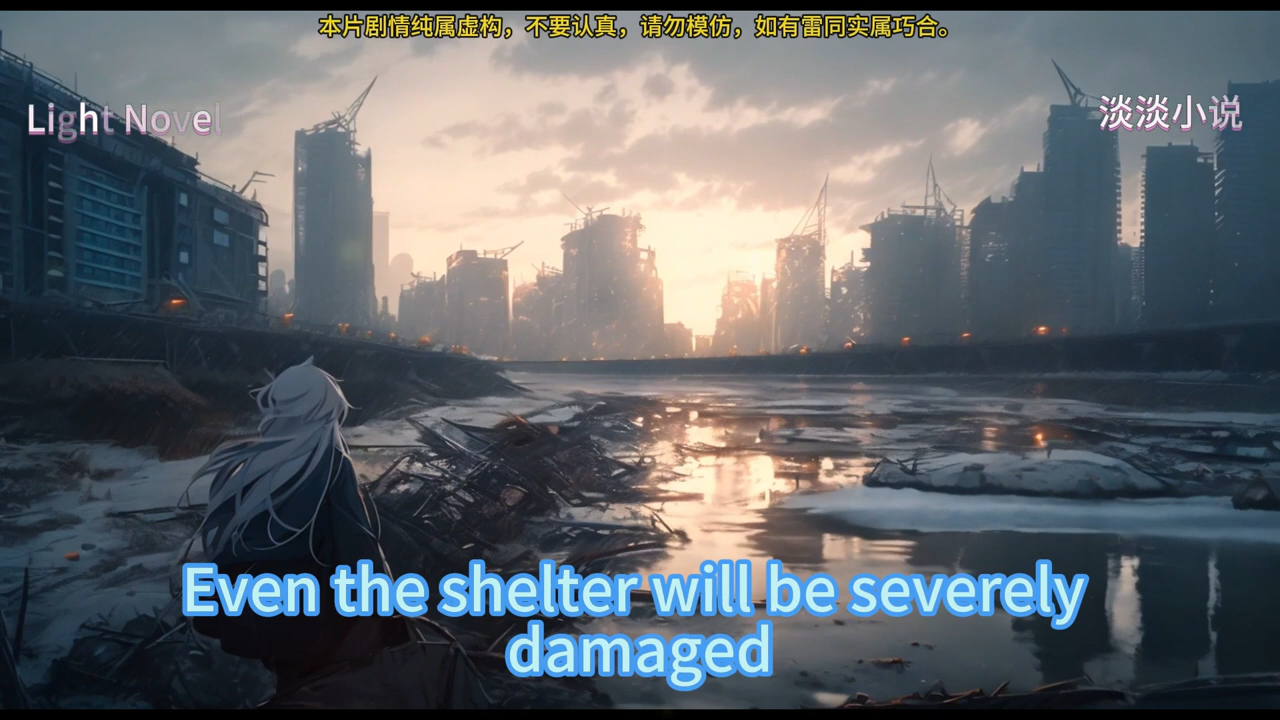 本片剧情纯属虚构，不要认真，请勿模仿，如有雷同实属巧合。
Light Novel
淡淡小说
Even the shelter will be severely
damaged